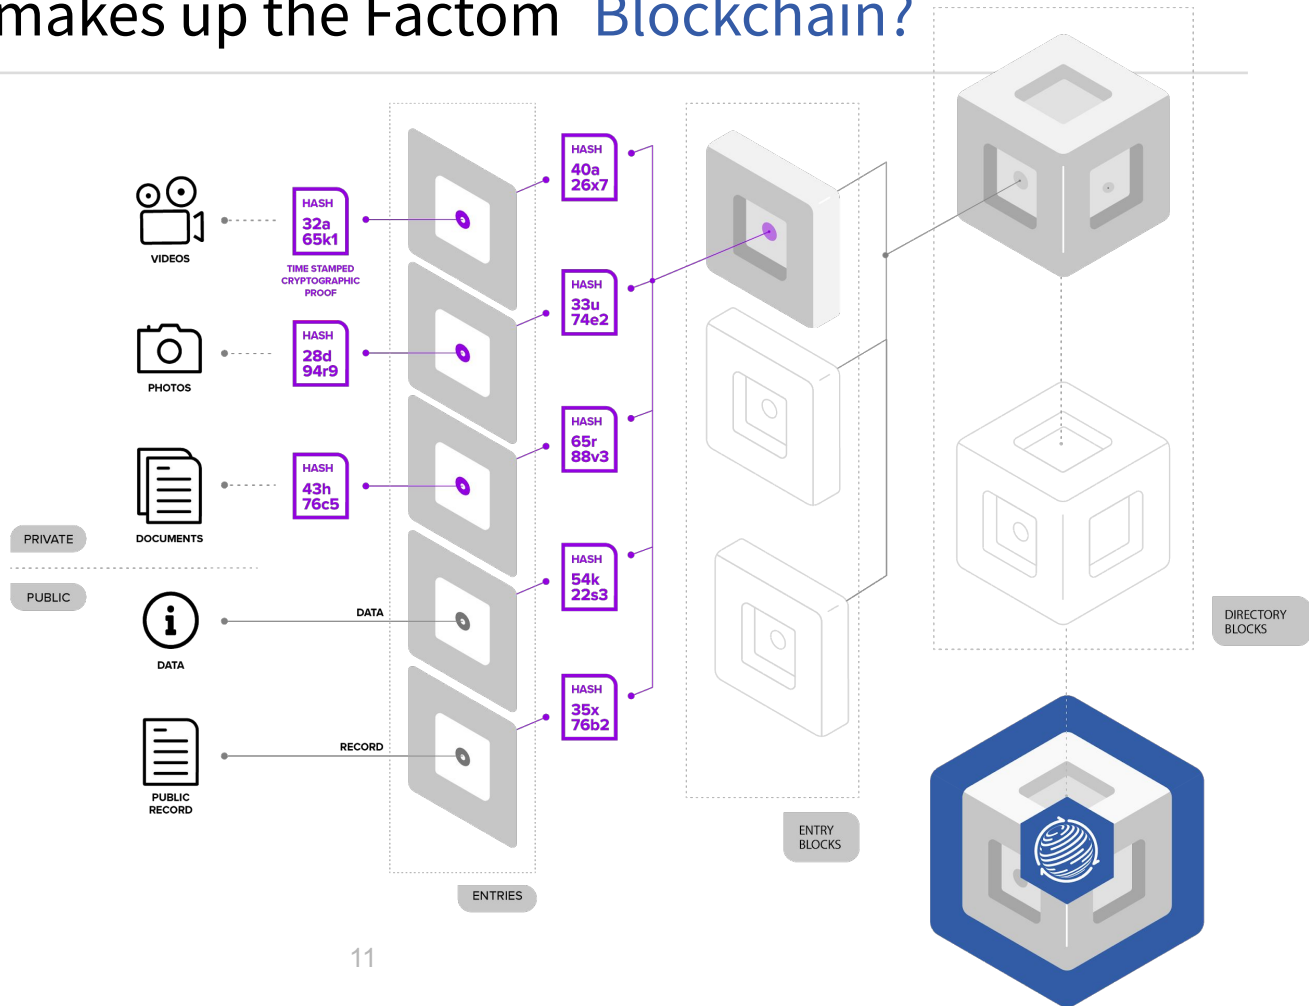 makes up the Factom Blockchain?
VIDEOS
HASH
32a
65k1
TIME STAMPED
CRYPTOGRAPHIC
PROOF
HASH
40a
26x7
PHOTOS
HASH
28d
94r9
HASH
33u
74e2
DOCUMENTS
HASH
43h
76c5
HASH
65r
88v3
PRIVATE
PUBLIC
DATA
DATA
HASH
54k
22s3
PUBLIC
RECORD
RECORD
HASH
35x
76b2
ENTRIES
ENTRY
BLOCKS
DIRECTORY
BLOCKS
11